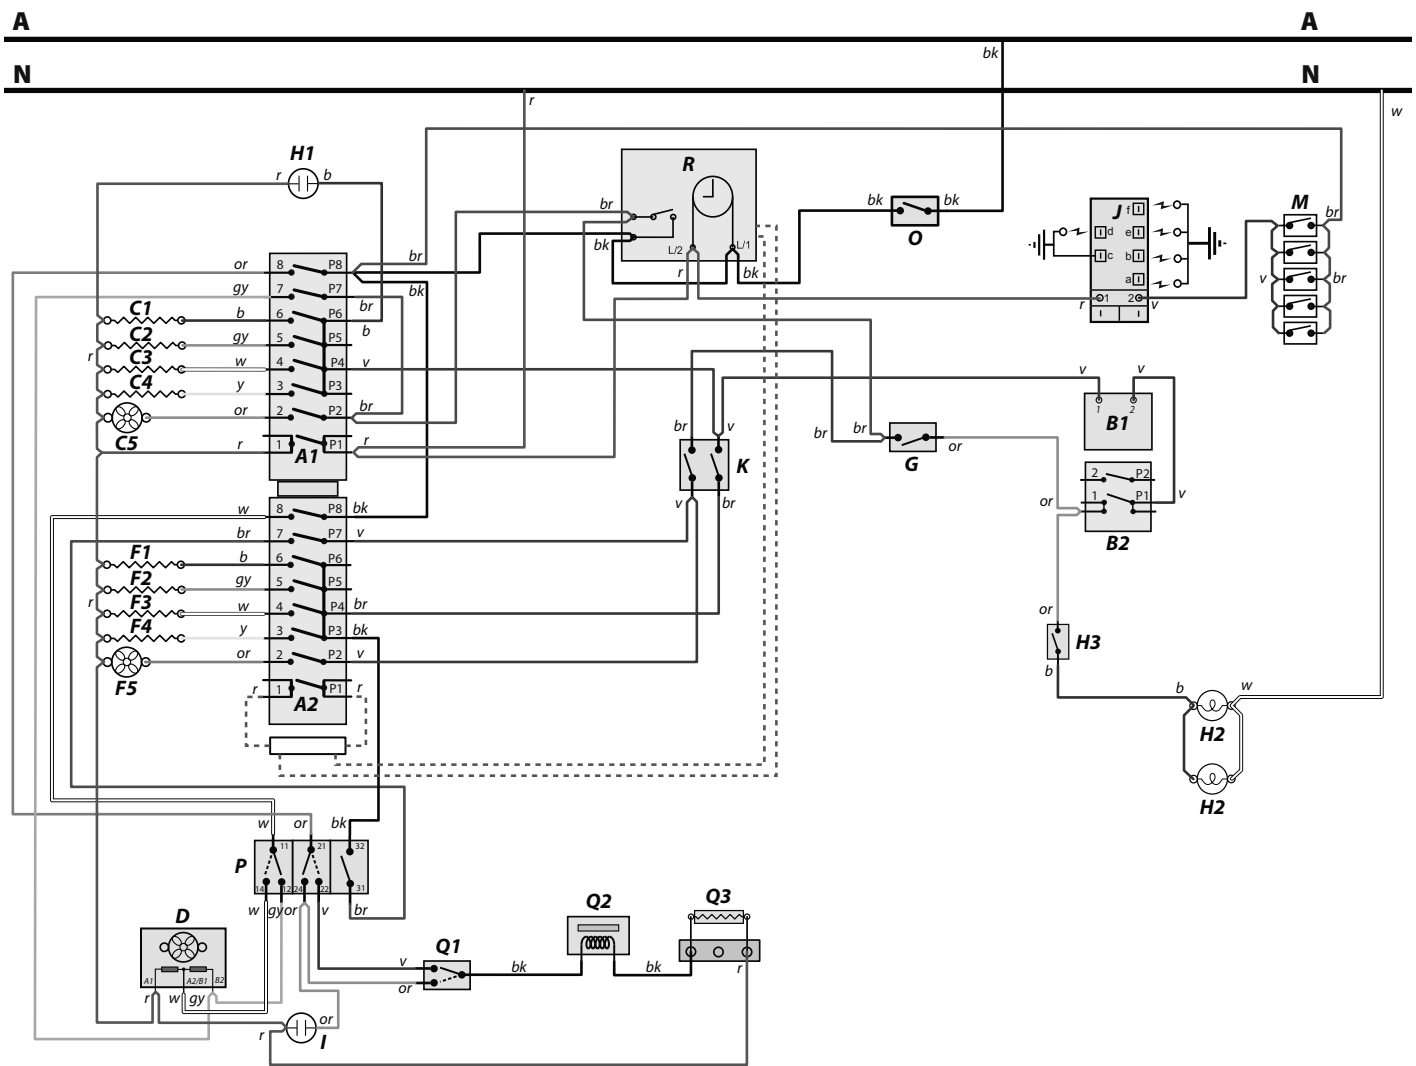 A A
bk
N N
r w
H1
r b R
M
bk bk J f
br br
O d e
bk L/2 L/1 c b
or 8 P8 br r bk v br
gy 7 P7 bk a
C1 b 6 P6 br r 1 2 v
C2 gy 5 P5 b
r C3 w 4 P4 v
C4 y 3 P3 v v
or 2 P2 br 1 2
C5 br v br br B1
r 1 P1 r G or
A1 K 2 P2
v br or 1 P1 v
w 8 P8 bk
br 7 P7 v B2
F1 b 6 P6
F2 gy 5 P5
r F3 w 4 P4 br or
F4 y 3 P3 bk H3
or 2 P2 v b
F5 r 1 P1 r b w
A2 H2
H2
w or bk
11 21 32
P
14 12 24 22 31
w gy or v br Q2 Q3
D
Q1
v bk bk r
A1 A2/B1 B2
r w gy or
or
r I